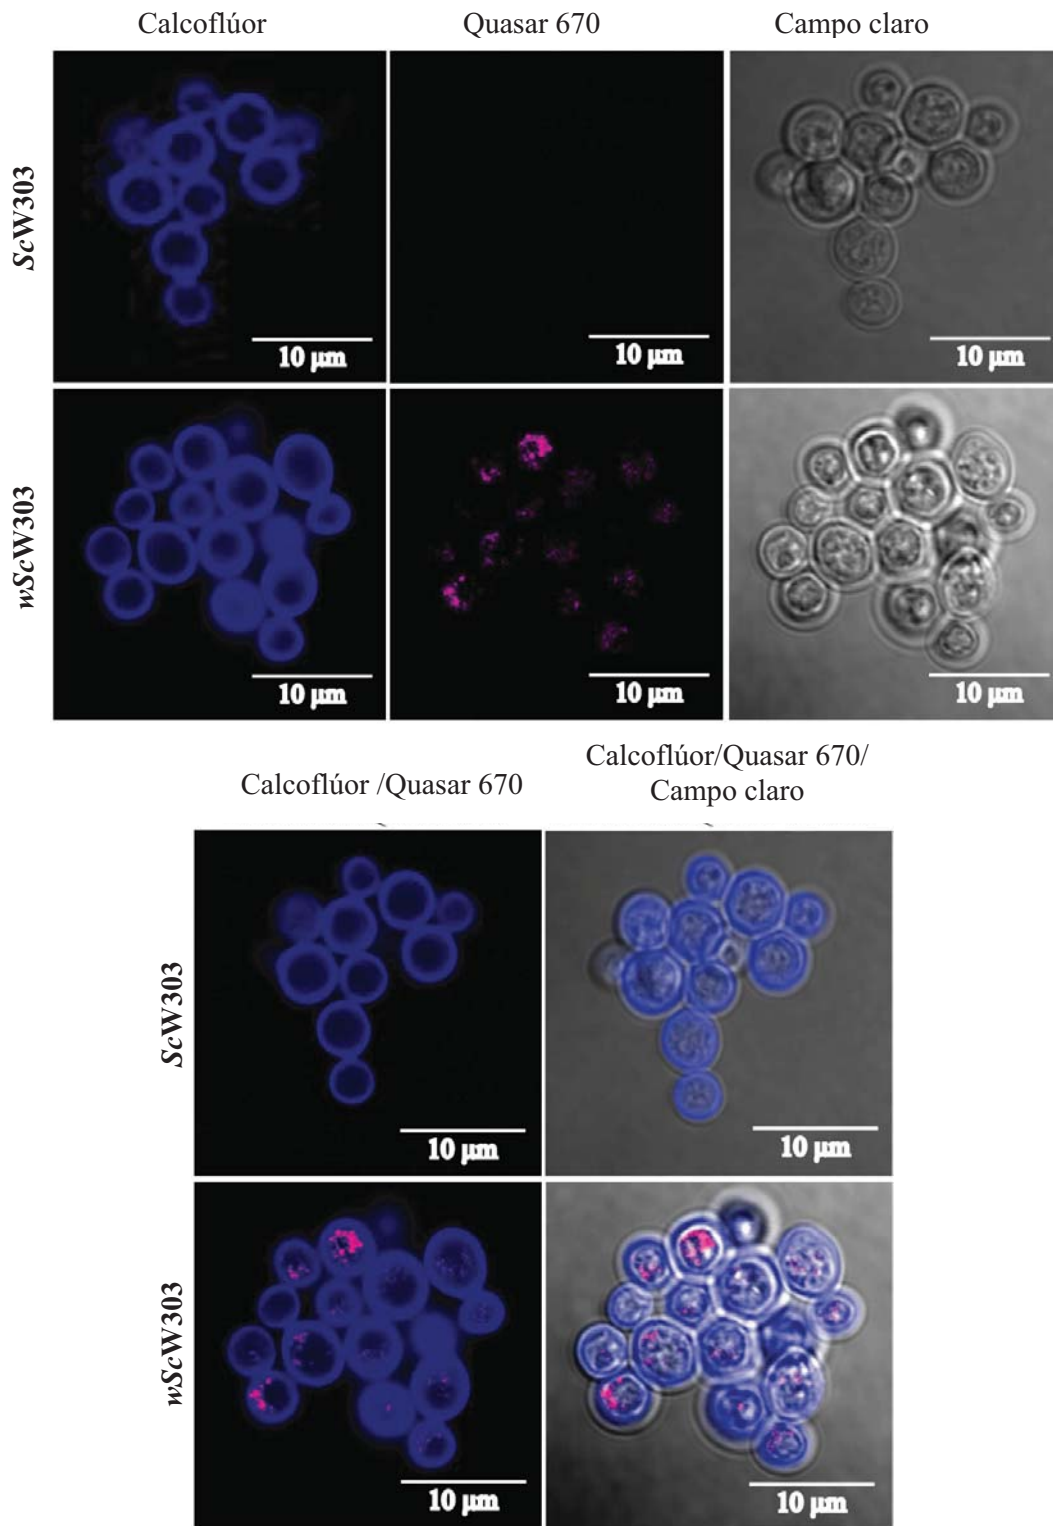 Calcoflúor
Quasar 670
Campo claro
ScW303
10 µm
10 µm
10 µm
wScW303
10 µm
10 µm
10 µm
Calcoflúor /Quasar 670
Calcoflúor/Quasar 670/
Campo claro
ScW303
10 µm
10 µm
wScW303
10 µm
10 µm